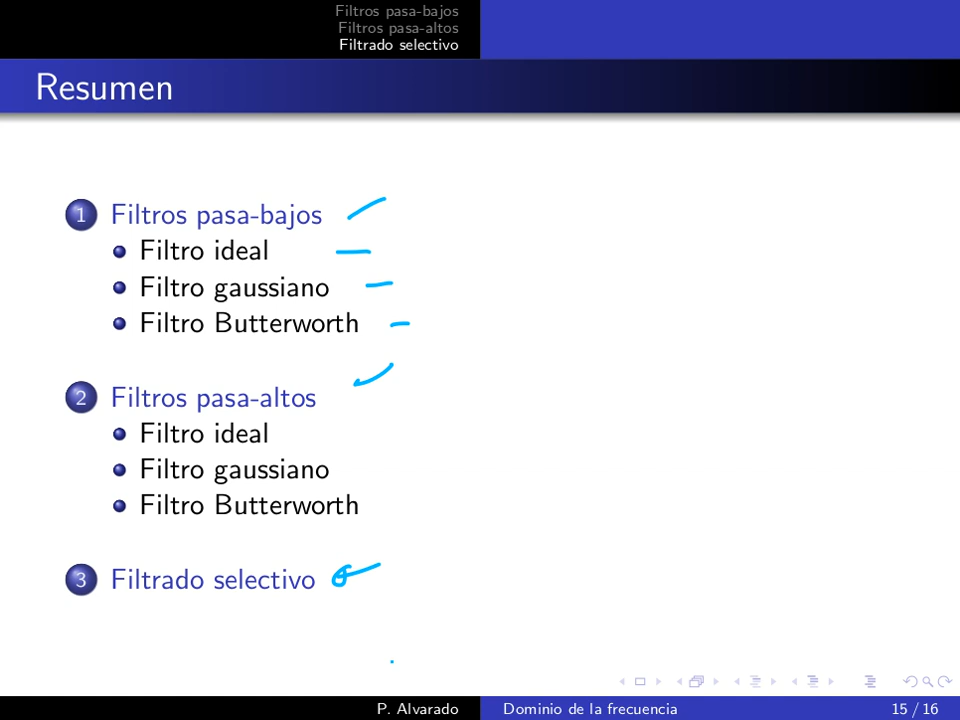 Filtros pasa-bajos
Filtros pasa-altos
Filtrado selectivo
Resumen
1 Filtros pasa-bajos
Filtro ideal
Filtro gaussiano
Filtro Butterworth
2 Filtros pasa-altos
Filtro ideal
Filtro gaussiano
Filtro Butterworth
3 Filtrado selectivo
P. Alvarado Dominio de la frecuencia 15 / 16